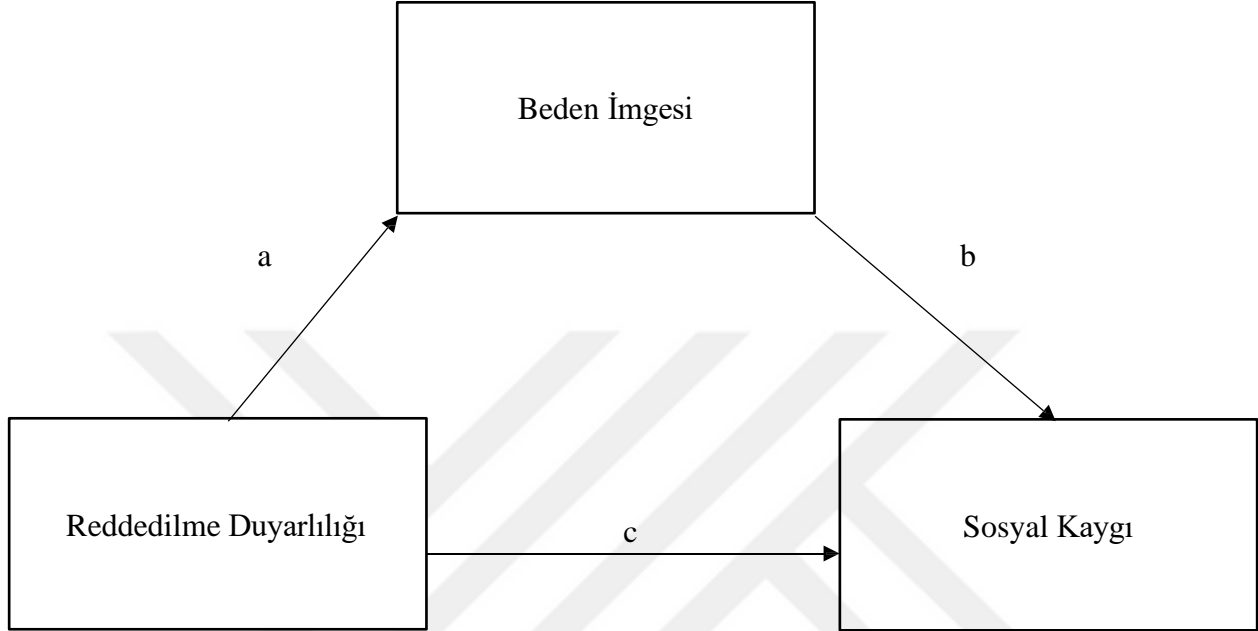 Beden İmgesi
a
b
Reddedilme Duyarlılığı
c
Sosyal Kaygı